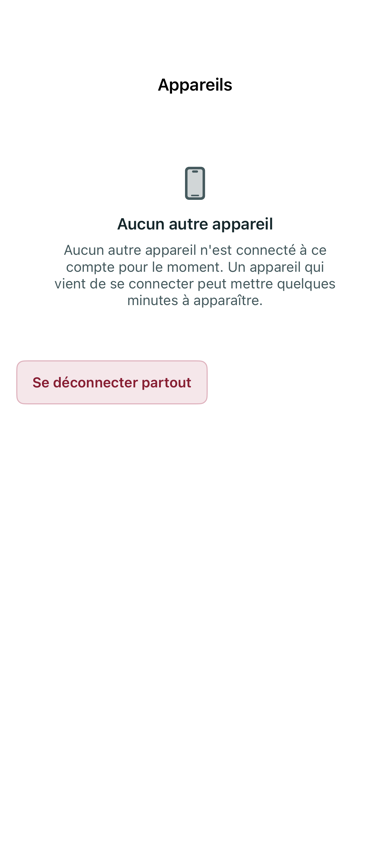 Appareils
Aucun autre appareil
Aucun autre appareil n'est connecté à ce
compte pour le moment. Un appareil qui
vient de se connecter peut mettre quelques
minutes à apparaître.
Se déconnecter partout